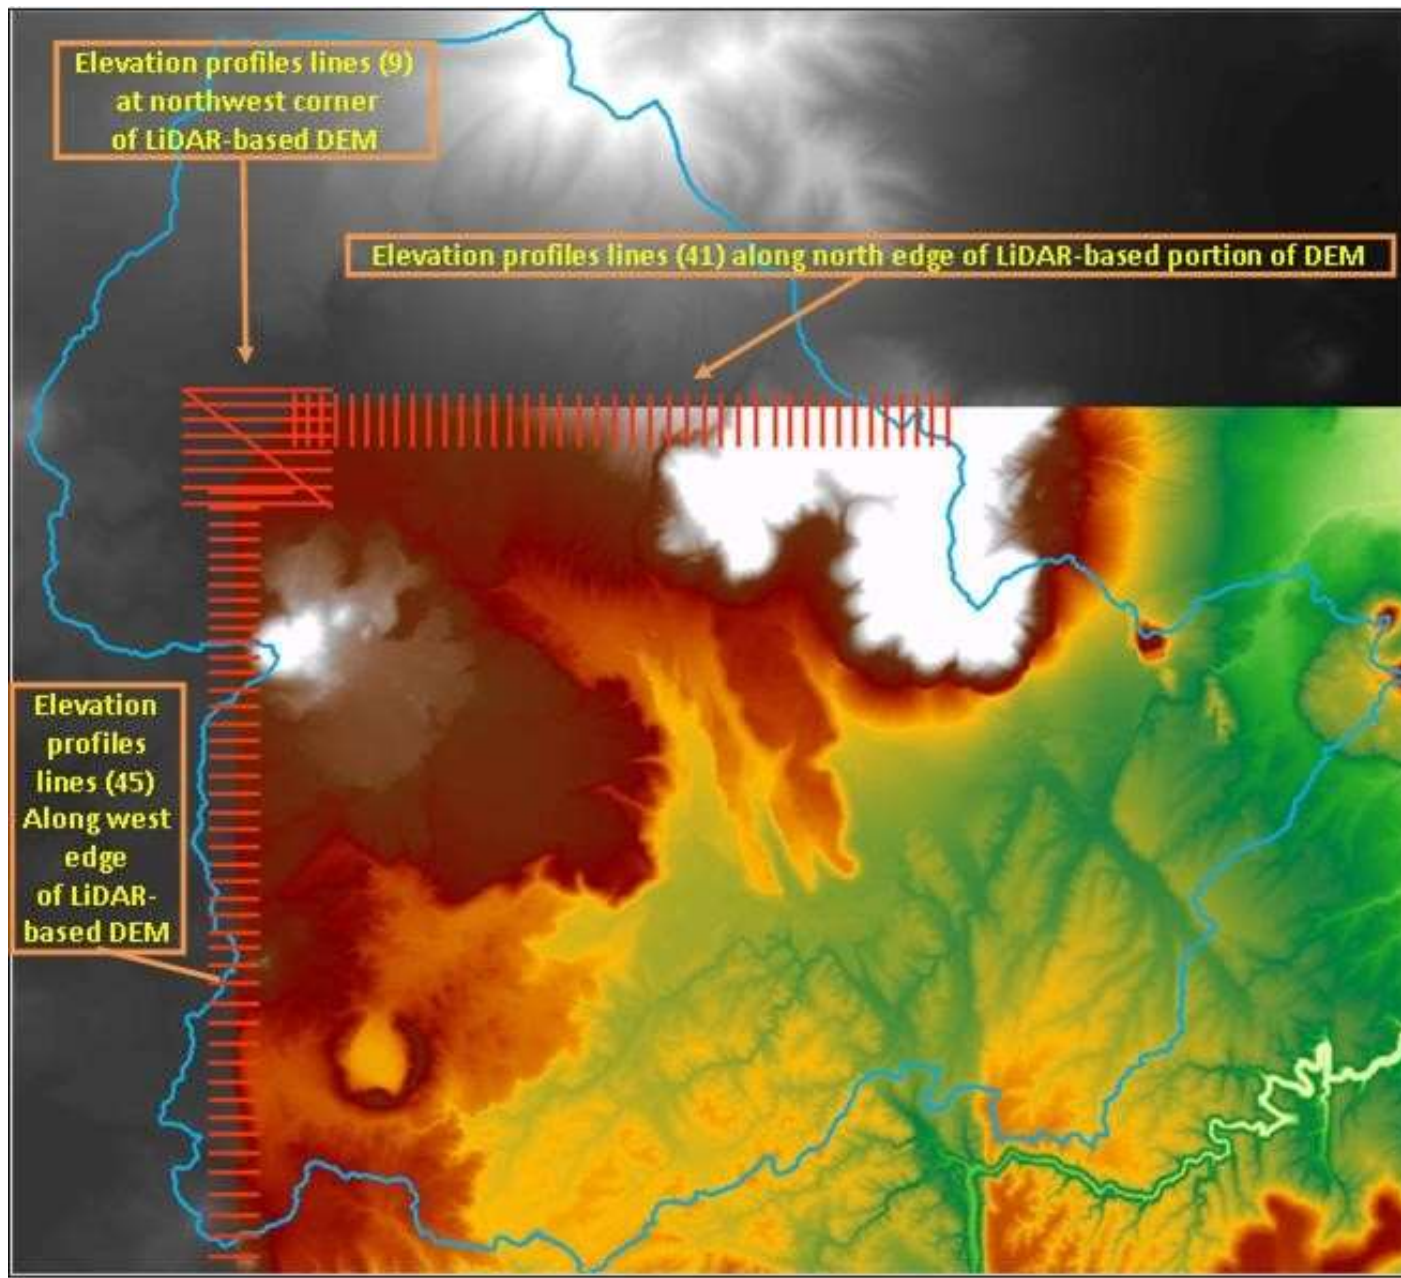 Elevation profiles lines (9)
at northwest corner
of LiDAR-based DEM
Elevation profiles lines (41) along north edge of LiDAR-based portion of DEM
Elevation
profiles
lines (45)
Along west
edge
of LiDAR-
based DEM